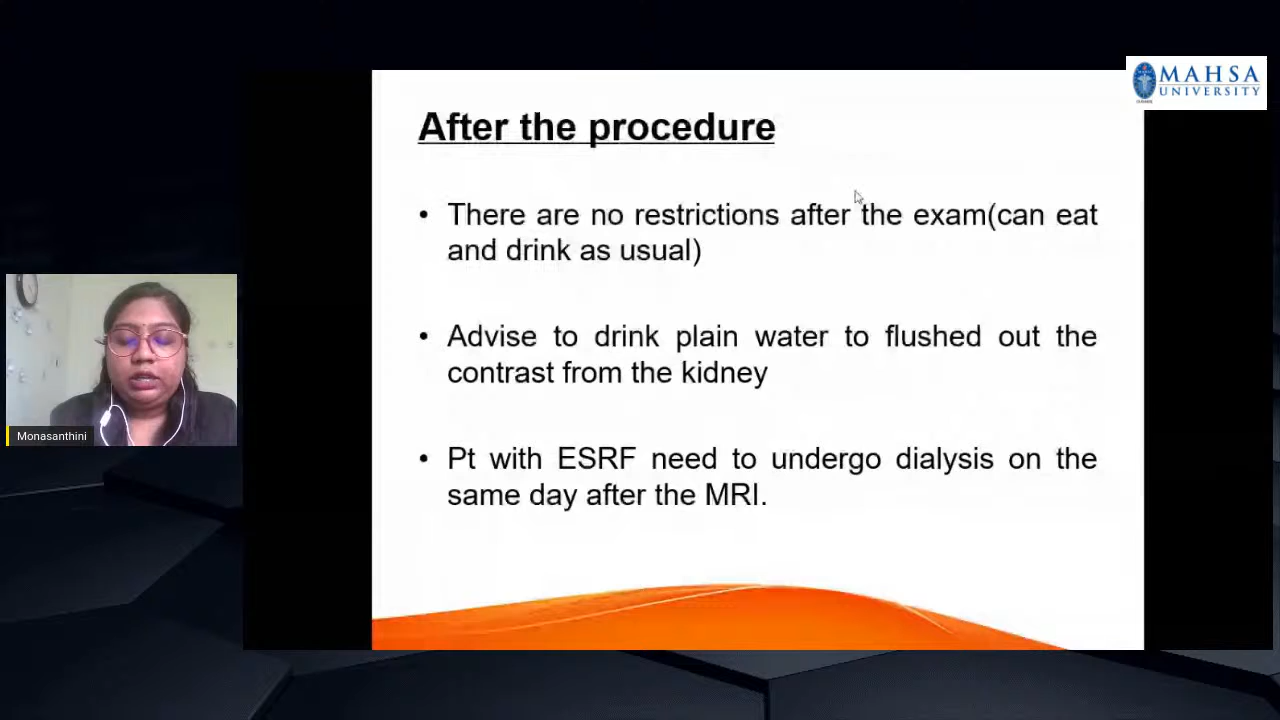 MAHSA
UNIVERSITY
After the procedure
• There are no restrictions after the exam(can eat
and drink as usual)
• Advise to drink plain water to flushed out the
contrast from the kidney
• Pt with ESRF need to undergo dialysis on the
same day after the MRI.
Monasanthini